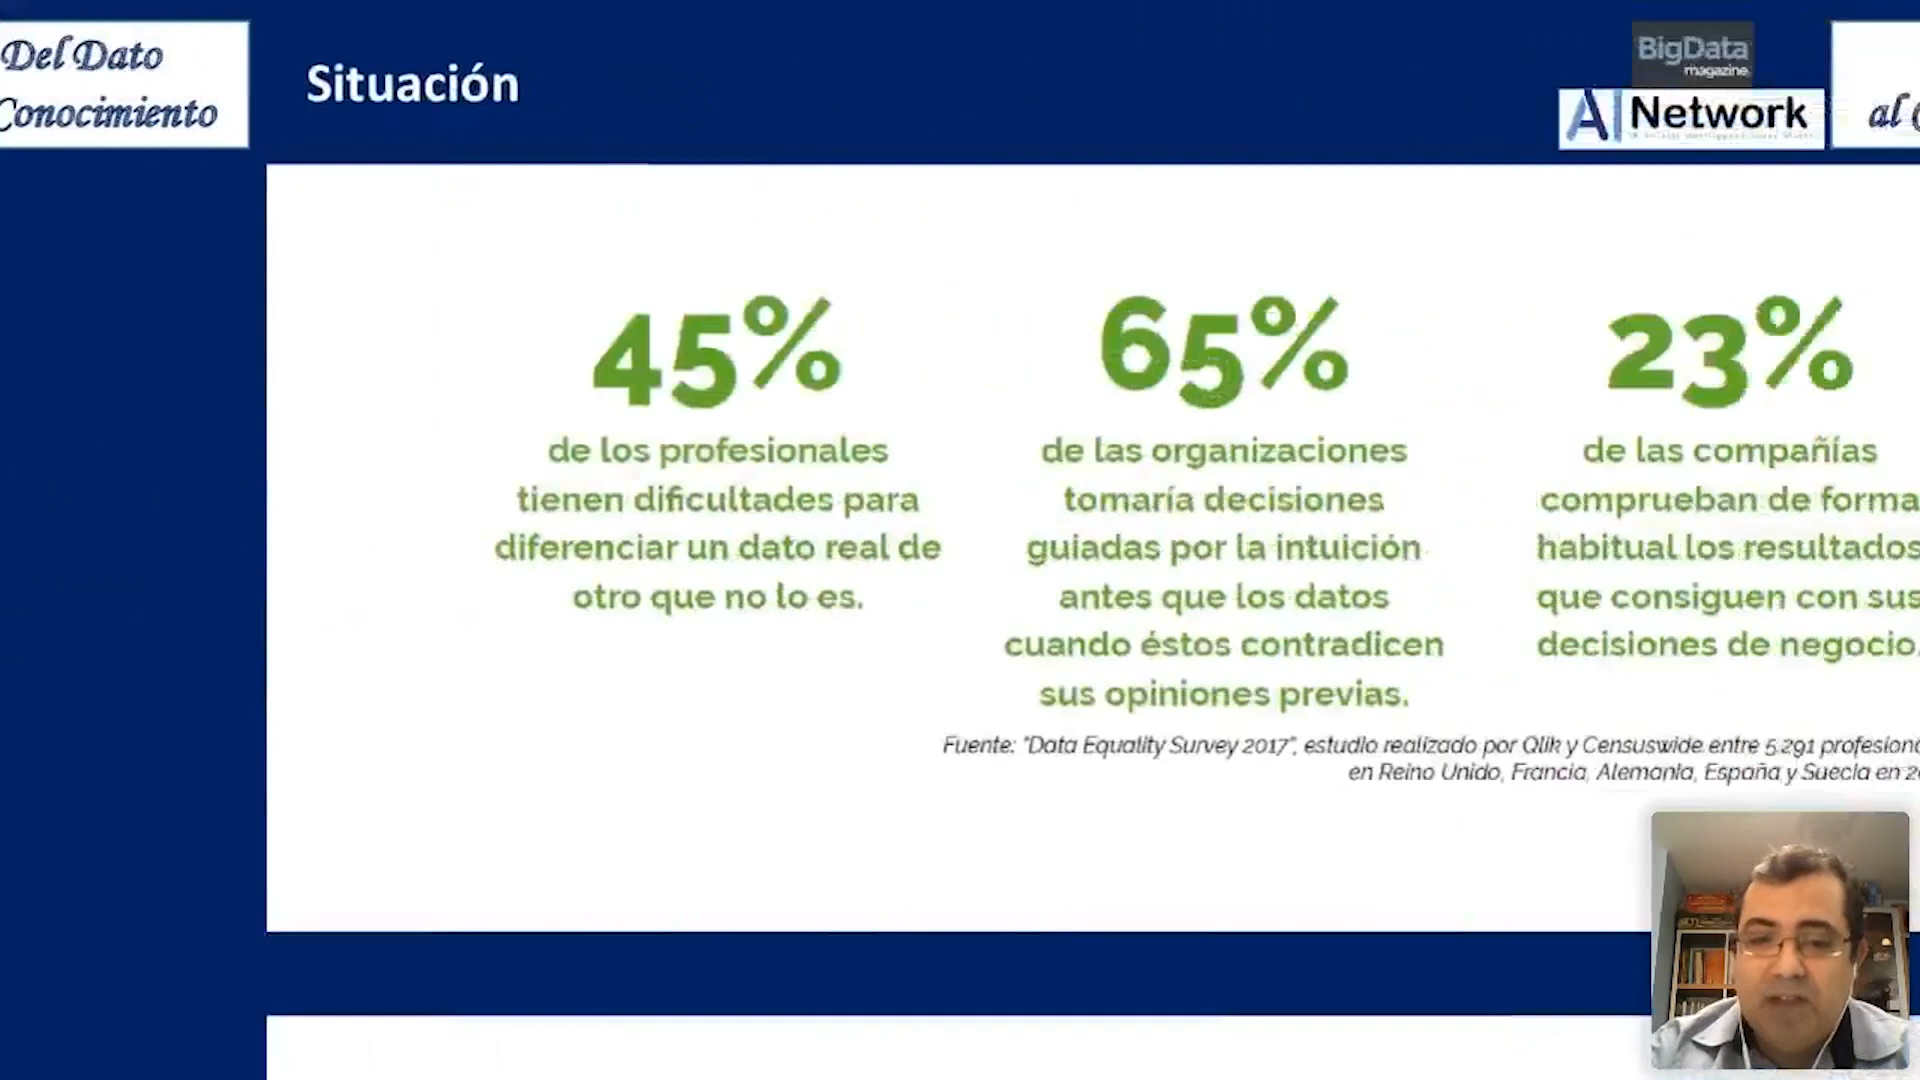 Del Dato
Conocimiento
Situación
BigData
magazine
AI Network
al
45%
de los profesionales
tienen dificultades para
diferenciar un dato real de
otro que no lo es.
65%
de las organizaciones
tomaría decisiones
guiadas por la intuición
antes que los datos
cuando éstos contradicen
sus opiniones previas.
23%
de las compañías
comprueban de forma
habitual los resultados
que consiguen con sus
decisiones de negocio.
Fuente: "Data Equality Survey 2017", estudio realizado por Qlik y Censuswide entre 5.291
en Reino Unido, Francia, Alemania, España y Suecia en